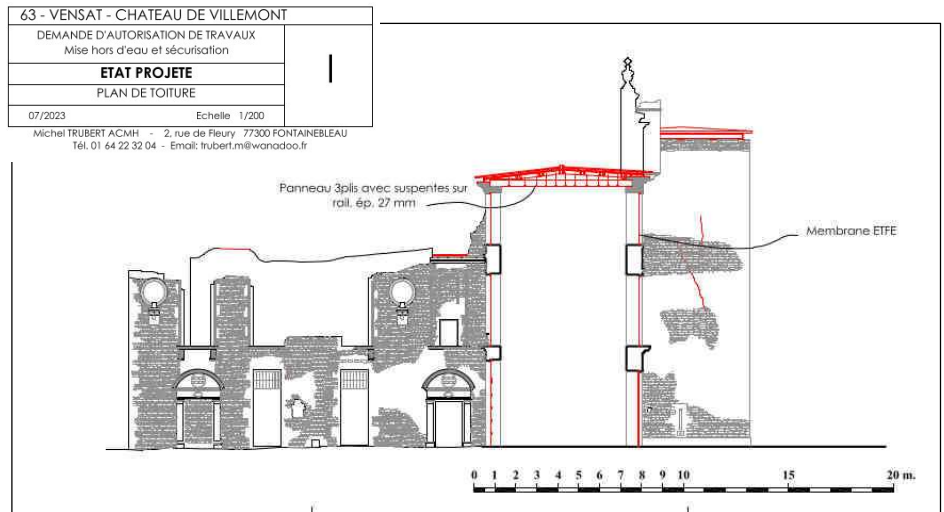 63 - VENSAT - CHATEAU DE VILLEMONT
DEMANDE D'AUTORISATION DE TRAVAUX
Mise hors d'eau et sécurisation
ETAT PROJETE
PLAN DE TOITURE
07/2023 Echelle 1/200
I
Michel TRUBERT ACMH - 2, rue de Fleury 77300 FONTAINEBLEAU
Tél. 01 64 22 32 04 - Email: trubert.m@wanadoo.fr
Panneau 3plis avec suspentes sur
rail, ép. 27 mm
Membrane ETFE
0 1 2 3 4 5 6 7 8 9 10 15 20 m.